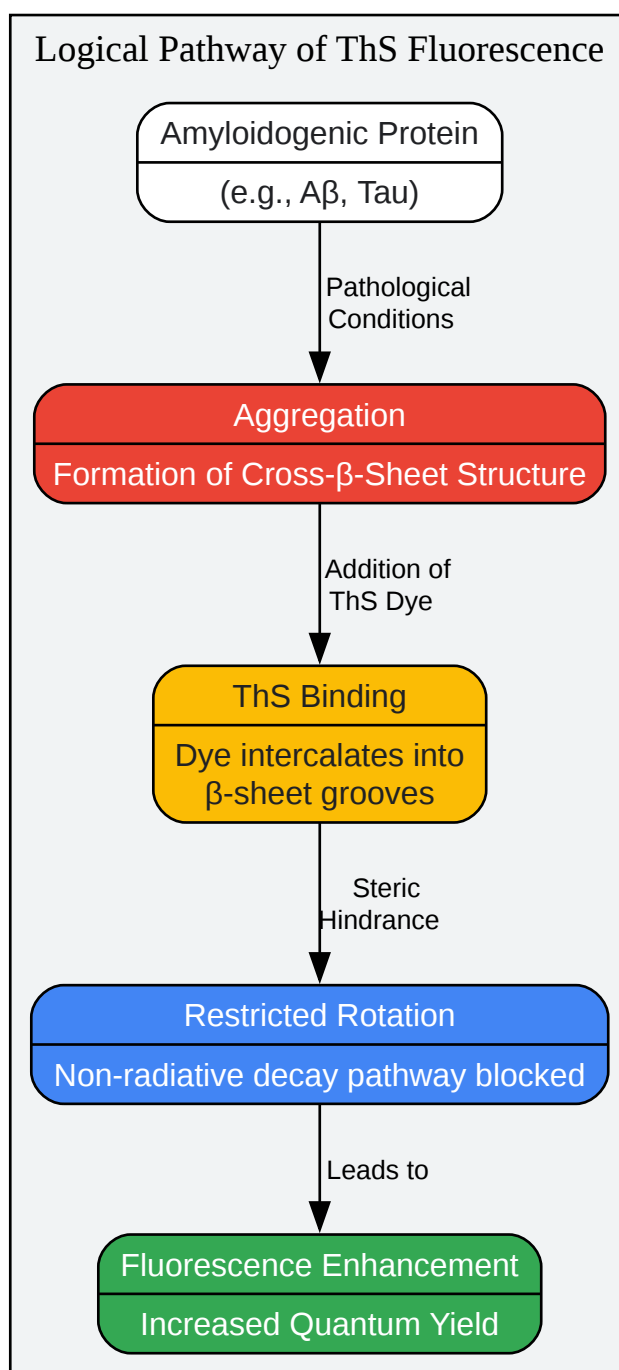 Logical Pathway of ThS Fluorescence
Amyloidogenic Protein
(e.g., Aβ, Tau)
Pathological
Conditions
Aggregation
Formation of Cross-β-Sheet Structure
Addition of
ThS Dye
ThS Binding
Dye intercalates into
β-sheet grooves
Steric
Hindrance
Restricted Rotation
Non-radiative decay pathway blocked
Leads to
Fluorescence Enhancement
Increased Quantum Yield